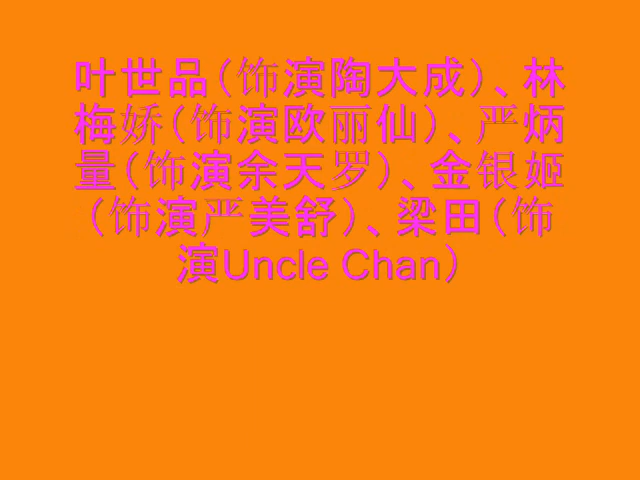 叶世品（饰演陶大成）、林
梅娇（饰演欧丽仙）、严炳
量（饰演余天罗）、金银姬
（饰演严美舒）、梁田（饰
演Uncle Chan）